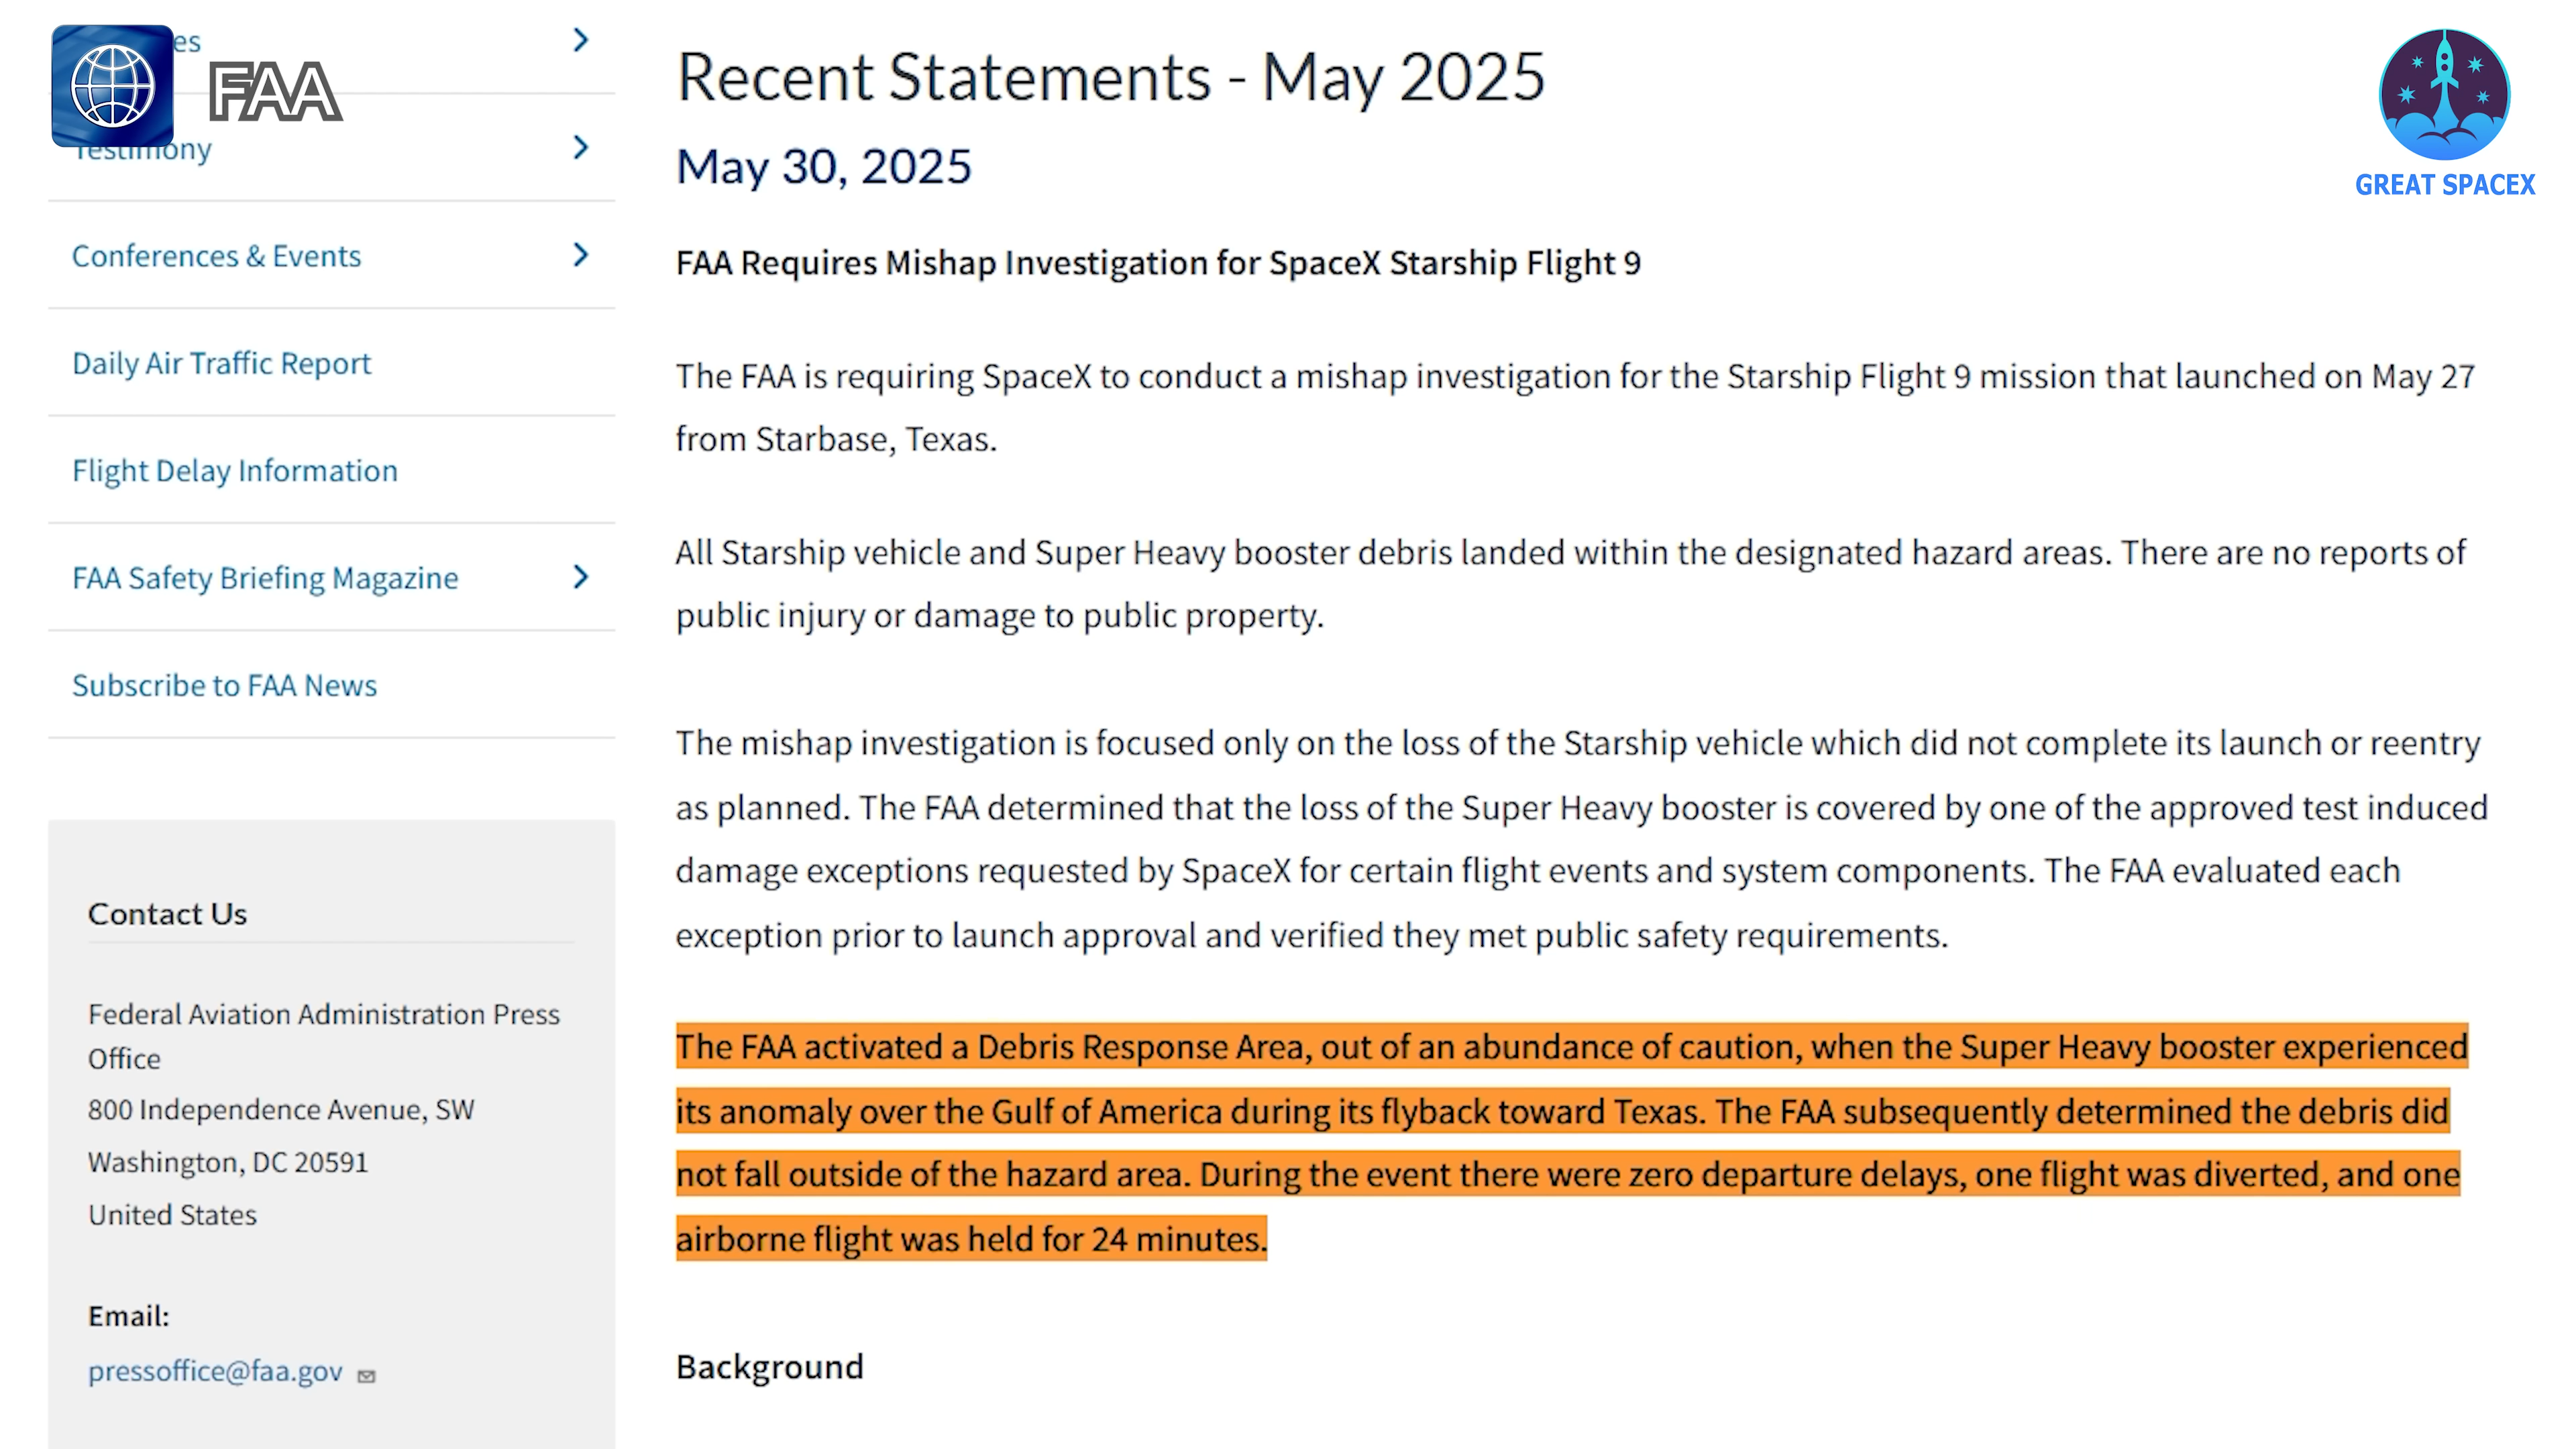 es
FAA
Testimony
Conferences & Events
Daily Air Traffic Report
Flight Delay Information
FAA Safety Briefing Magazine
Subscribe to FAA News
Contact Us
Federal Aviation Administration Press
Office
800 Independence Avenue, SW
Washington, DC 20591
United States
Email:
pressoffice@faa.gov
Recent Statements - May 2025
May 30, 2025
FAA Requires Mishap Investigation for SpaceX Starship Flight 9
The FAA is requiring SpaceX to conduct a mishap investigation for the Starship Flight 9 mission that launched on May 27
from Starbase, Texas.
All Starship vehicle and Super Heavy booster debris landed within the designated hazard areas. There are no reports of
public injury or damage to public property.
The mishap investigation is focused only on the loss of the Starship vehicle which did not complete its launch or reentry
as planned. The FAA determined that the loss of the Super Heavy booster is covered by one of the approved test induced
damage exceptions requested by SpaceX for certain flight events and system components. The FAA evaluated each
exception prior to launch approval and verified they met public safety requirements.
The FAA activated a Debris Response Area, out of an abundance of caution, when the Super Heavy booster experienced
its anomaly over the Gulf of America during its flyback toward Texas. The FAA subsequently determined the debris did
not fall outside of the hazard area. During the event there were zero departure delays, one flight was diverted, and one
airborne flight was held for 24 minutes.
Background
GREAT SPACEX